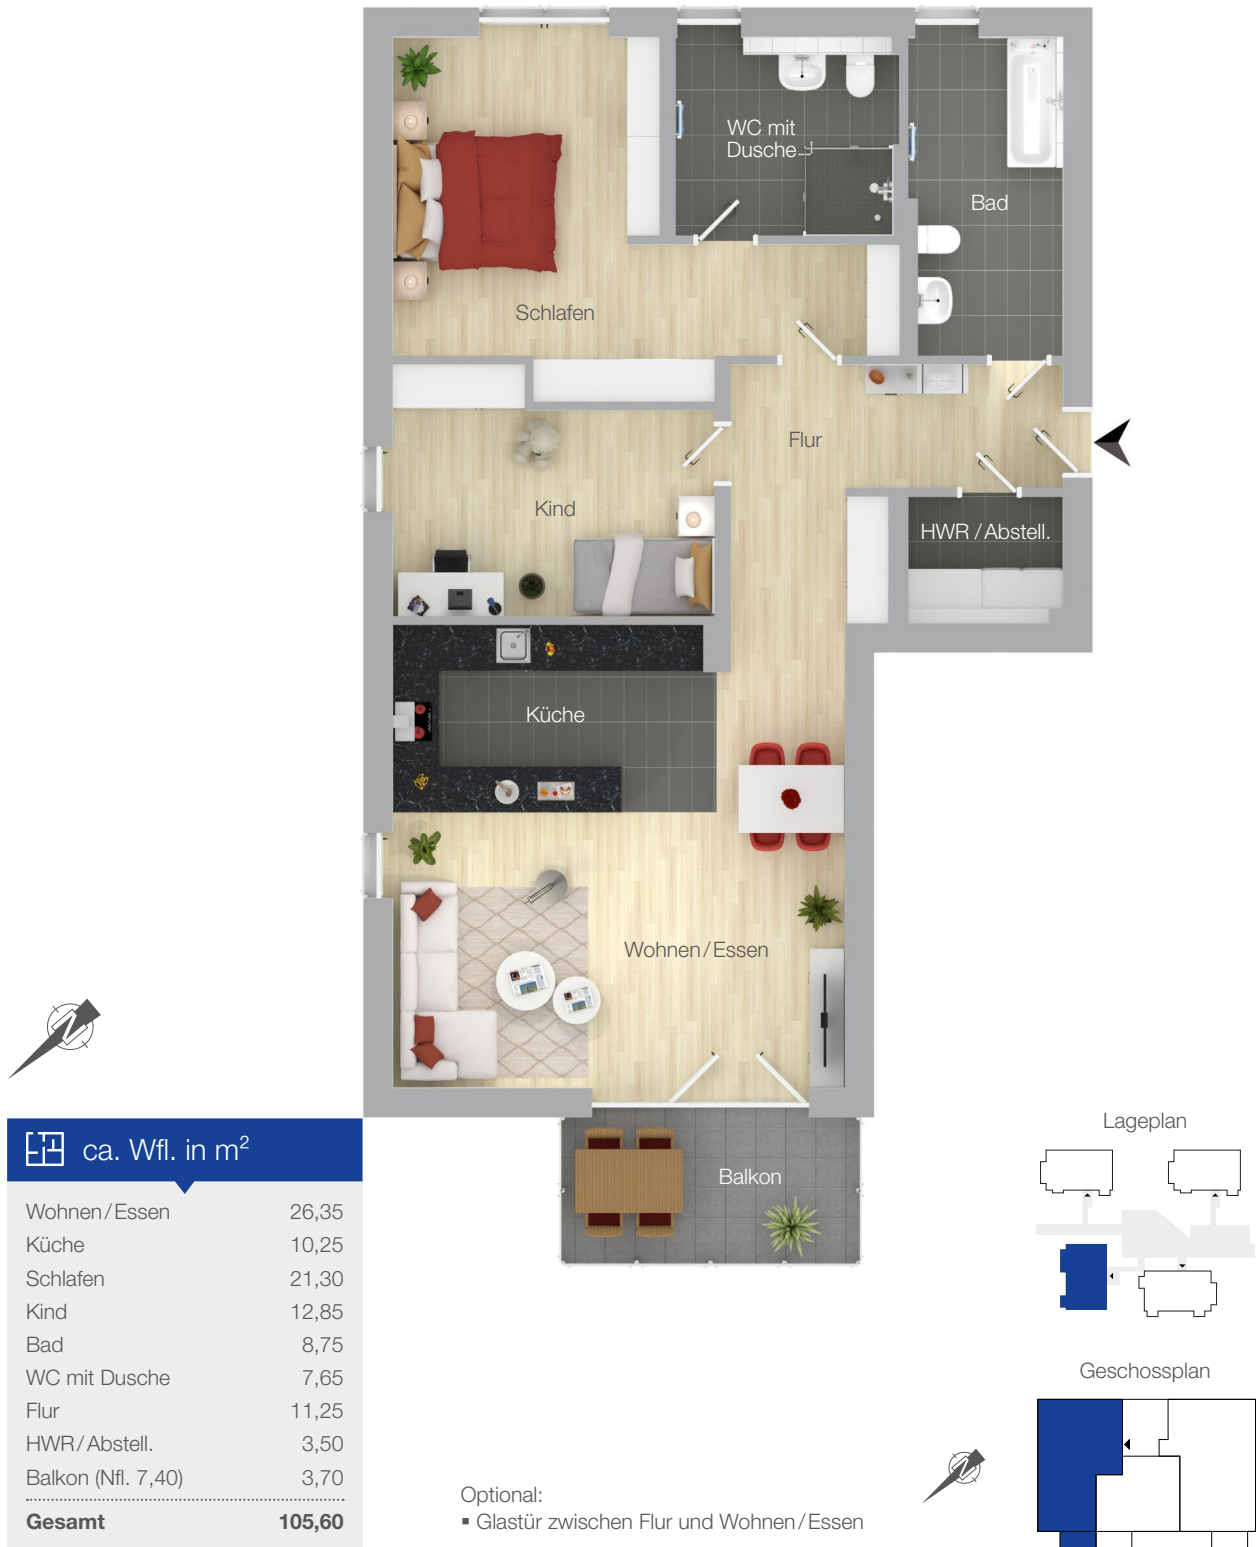 WC mit
Dusche
Bad
Schlafen
Flur
Kind
HWR / Abstell.
Küche
Wohnen / Essen
N
Balkon
ca. Wfl. in m²
Wohnen / Essen 26,35
Küche 10,25
Schlafen 21,30
Kind 12,85
Bad 8,75
WC mit Dusche 7,65
Flur 11,25
HWR / Abstell. 3,50
Balkon (Nfl. 7,40) 3,70
Gesamt 105,60
Optional:
▪ Glastür zwischen Flur und Wohnen / Essen
Lageplan
Geschossplan
N